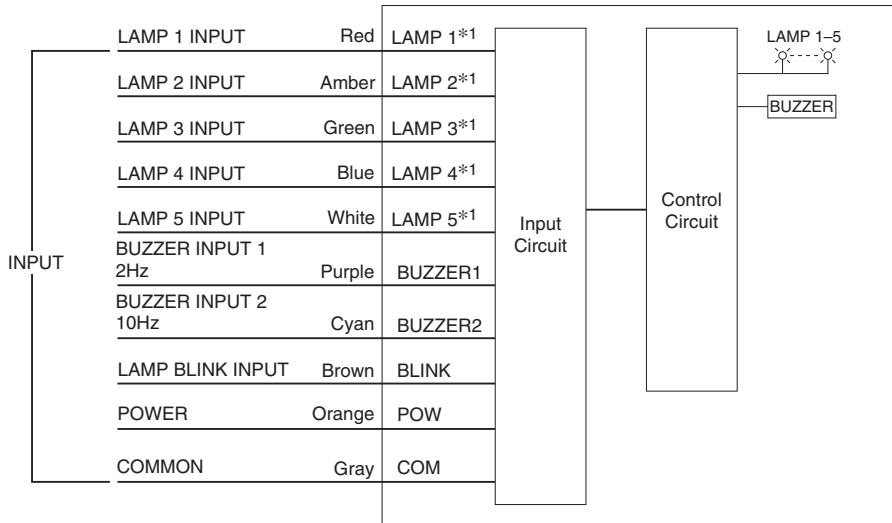 LAMP 1 INPUT Red LAMP 1*1
LAMP 1–5
LAMP 2 INPUT Amber LAMP 2*1
BUZZER
LAMP 3 INPUT Green LAMP 3*1
LAMP 4 INPUT Blue LAMP 4*1
LAMP 5 INPUT White LAMP 5*1
Input
Circuit
Control
Circuit
INPUT
BUZZER INPUT 1
2Hz Purple BUZZER1
BUZZER INPUT 2
10Hz Cyan BUZZER2
LAMP BLINK INPUT Brown BLINK
POWER Orange POW
COMMON Gray COM